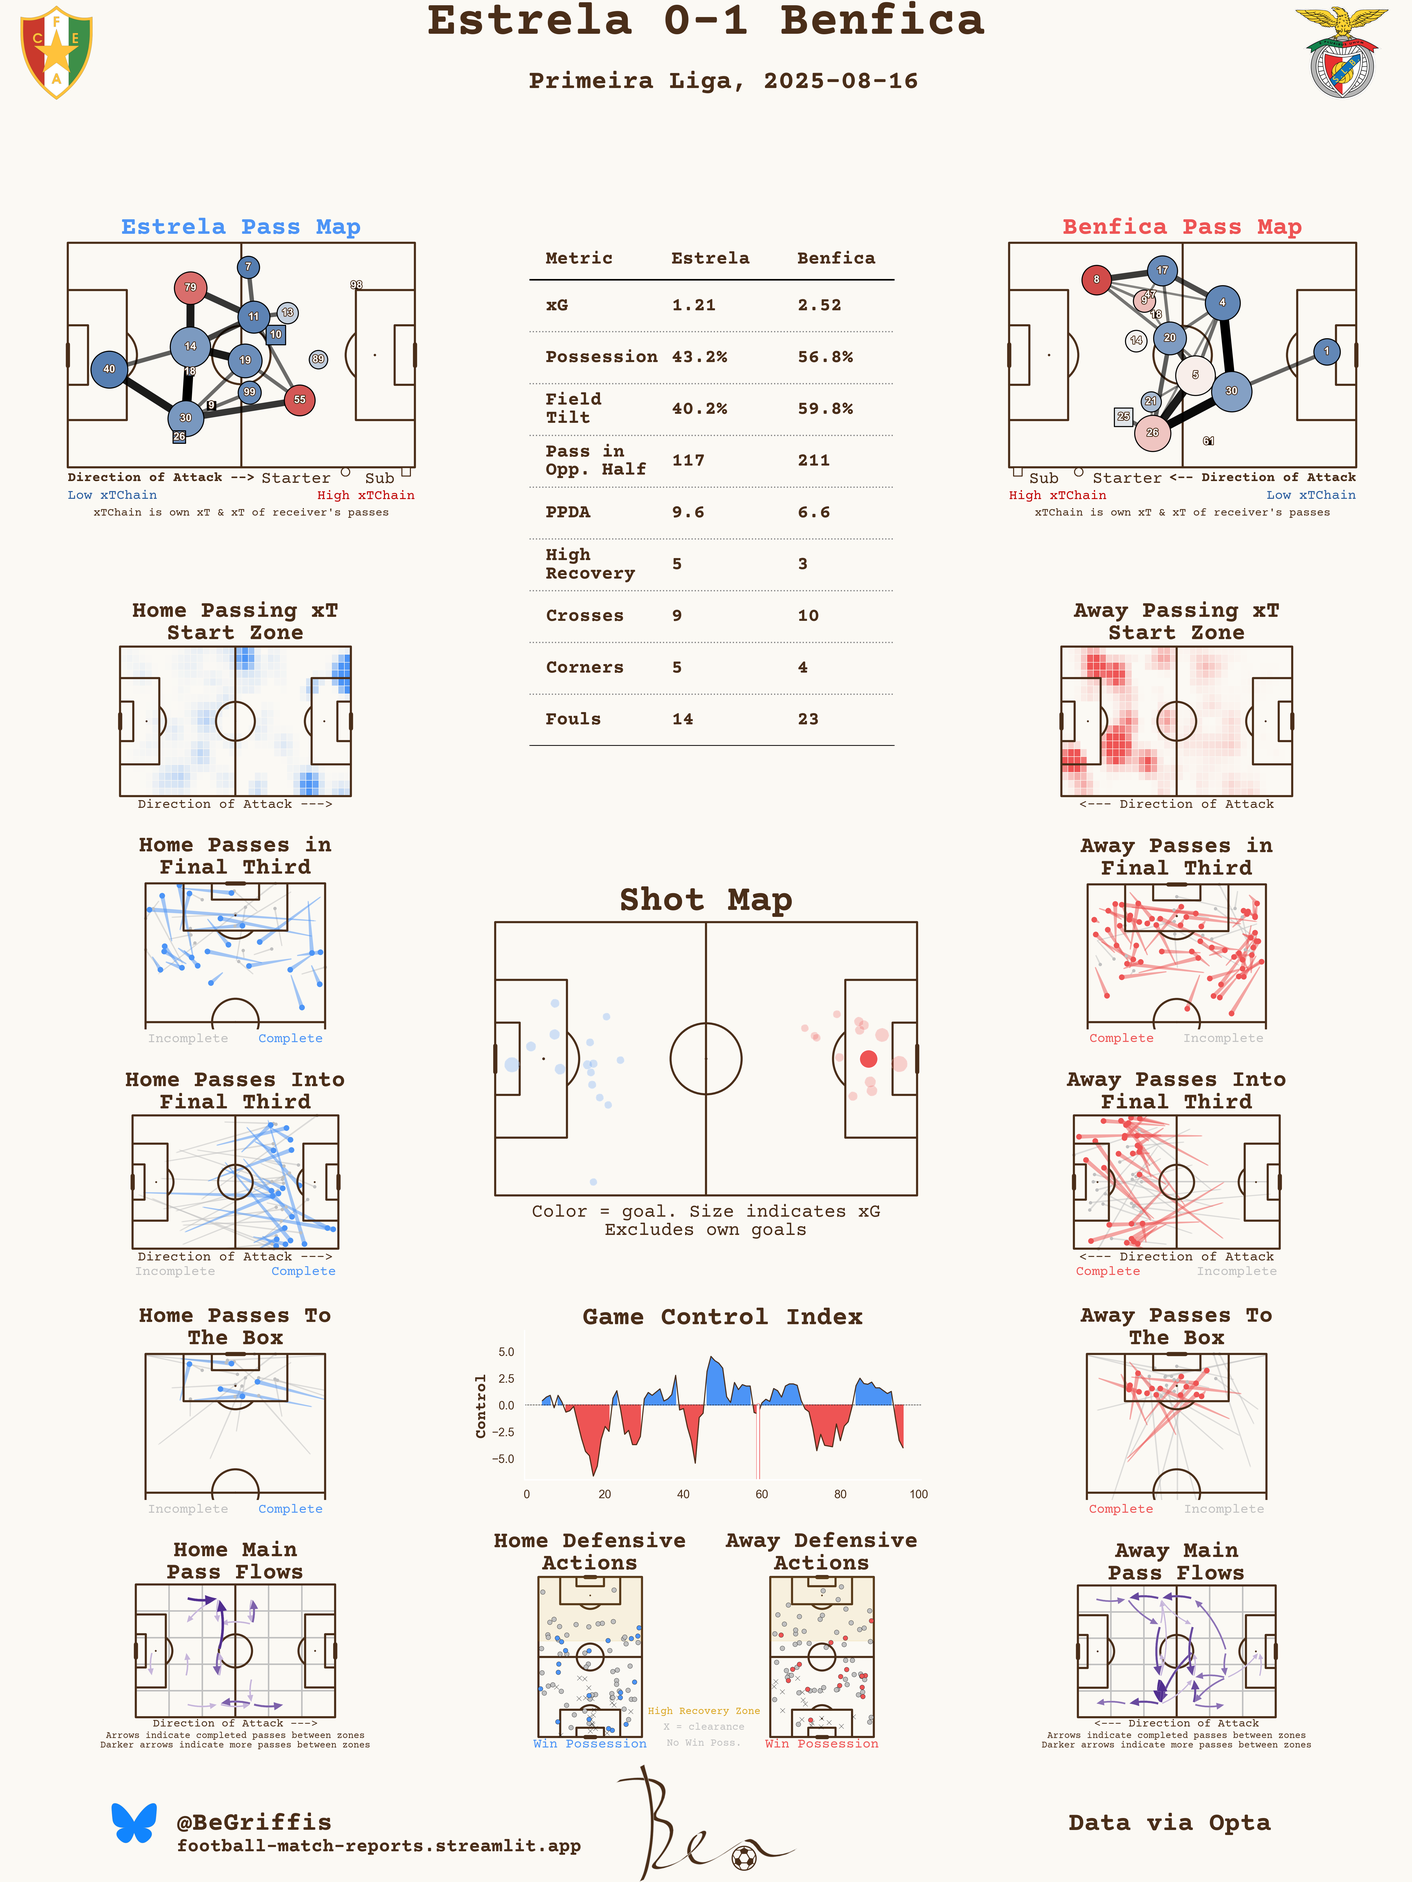 Estrela 0-1 Benfica
Primeira Liga, 2025-08-16
F
C E
A
Estrela Pass Map
7
98
79
11
13
10
14
19
89
18
40
99
55
9
30
26
Direction of Attack --> Starter Sub
Low xTChain High xTChain
xTChain is own xT & xT of receiver's passes
Metric Estrela Benfica
xG 1.21 2.52
Possession 43.2% 56.8%
Field
Tilt 40.2% 59.8%
Pass in
Opp. Half 117 211
PPDA 9.6 6.6
High
Recovery 5 3
Crosses 9 10
Corners 5 4
Fouls 14 23
Benfica Pass Map
17
8
47
9
4
18
20
14
1
5
30
21
25
26
61
Sub Starter <-- Direction of Attack
High xTChain Low xTChain
xTChain is own xT & xT of receiver's passes
Home Passing xT
Start Zone
Direction of Attack --->
Away Passing xT
Start Zone
<--- Direction of Attack
Home Passes in
Final Third
Incomplete Complete
Shot Map
Color = goal. Size indicates xG
Excludes own goals
Away Passes in
Final Third
Complete Incomplete
Home Passes Into
Final Third
Direction of Attack --->
Incomplete Complete
Away Passes Into
Final Third
<--- Direction of Attack
Complete Incomplete
Home Passes To
The Box
Incomplete Complete
Game Control Index
Control
5.0
2.5
0.0
−2.5
−5.0
0 20 40 60 80 100
Away Passes To
The Box
Complete Incomplete
Home Main
Pass Flows
Direction of Attack --->
Arrows indicate completed passes between zones
Darker arrows indicate more passes between zones
Home Defensive
Actions
Win Possession
Away Defensive
Actions
Win Possession
High Recovery Zone
X = clearance
No Win Poss.
Away Main
Pass Flows
<--- Direction of Attack
Arrows indicate completed passes between zones
Darker arrows indicate more passes between zones
@BeGriffis
football-match-reports.streamlit.app
Ben
Data via Opta